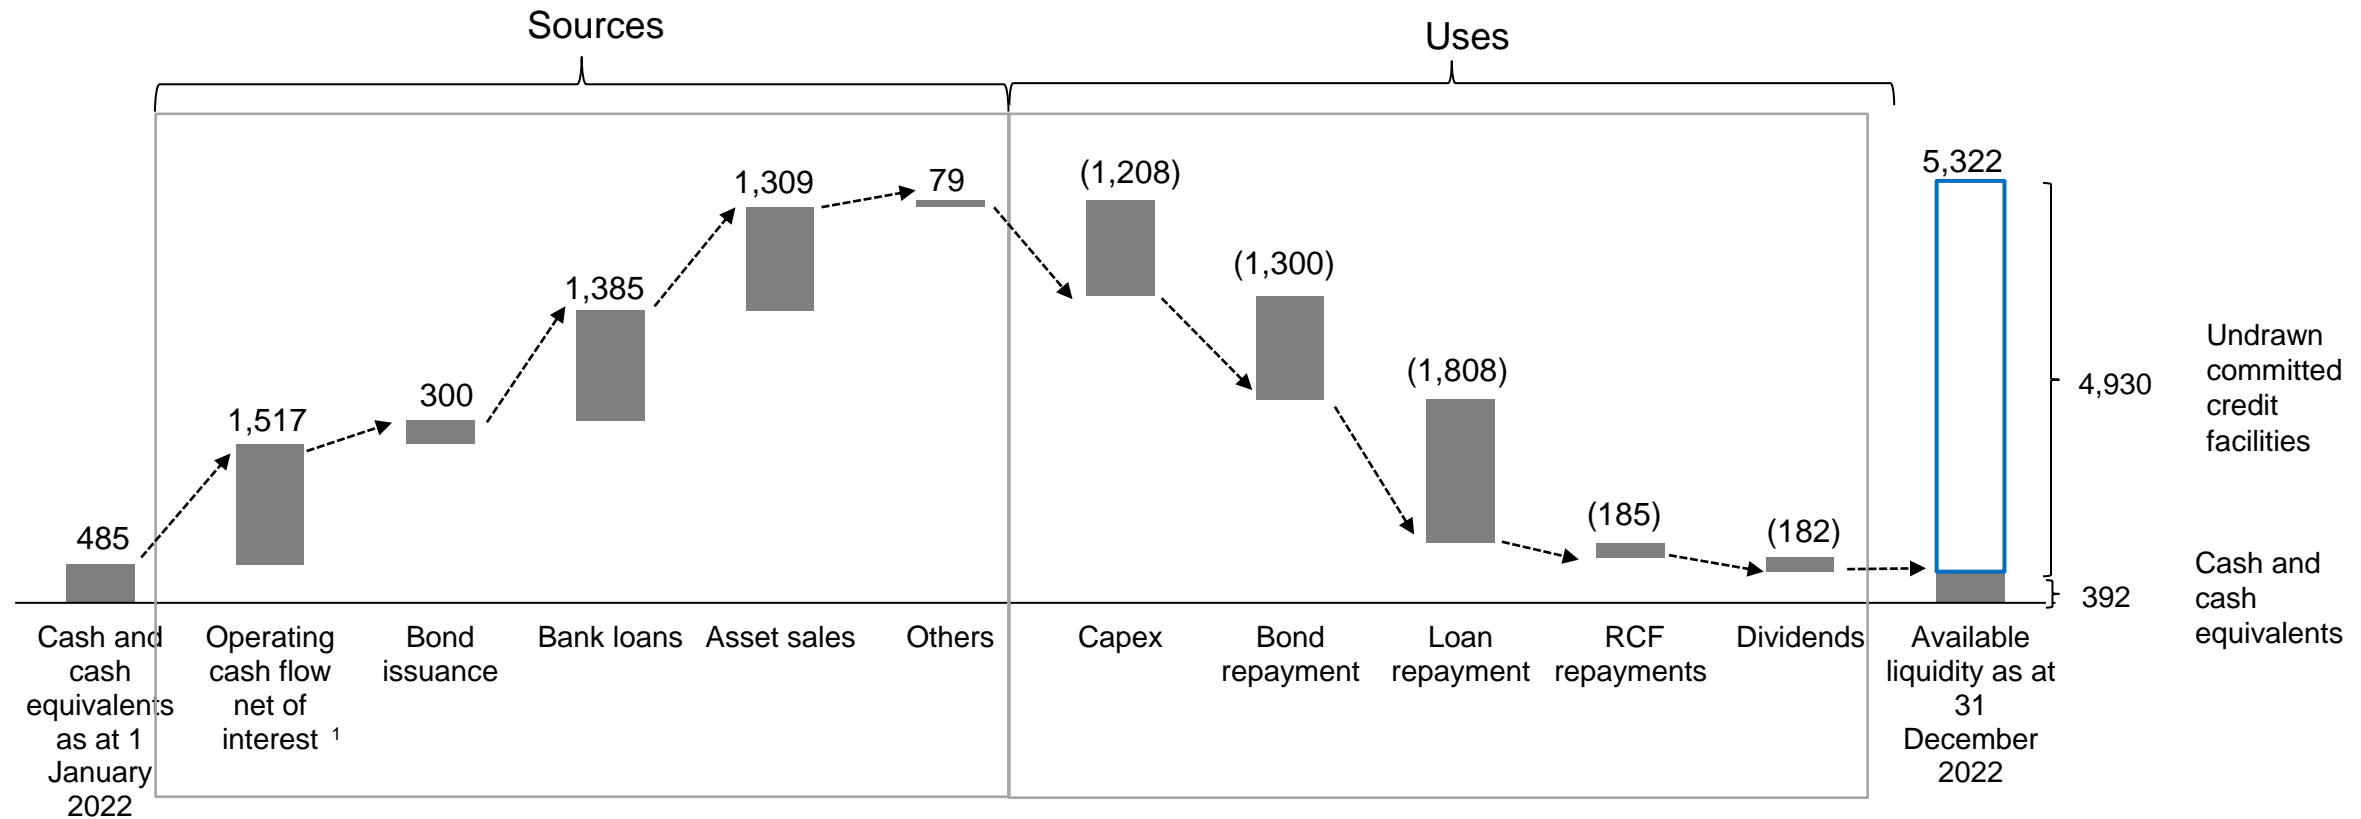 Sources
Uses
485
1,517
300
1,385
1,309
79
(1,208)
(1,300)
(1,808)
(185)
(182)
5,322
4,930
392
Undrawn
committed
credit
facilities
Cash and
cash
equivalents
Cash and
cash
equivalents
as at 1
January
2022
Operating
cash flow
net of
interest 1
Bond
issuance
Bank loans
Asset sales
Others
Capex
Bond
repayment
Loan
repayment
RCF
repayments
Dividends
Available
liquidity as at
31
December
2022